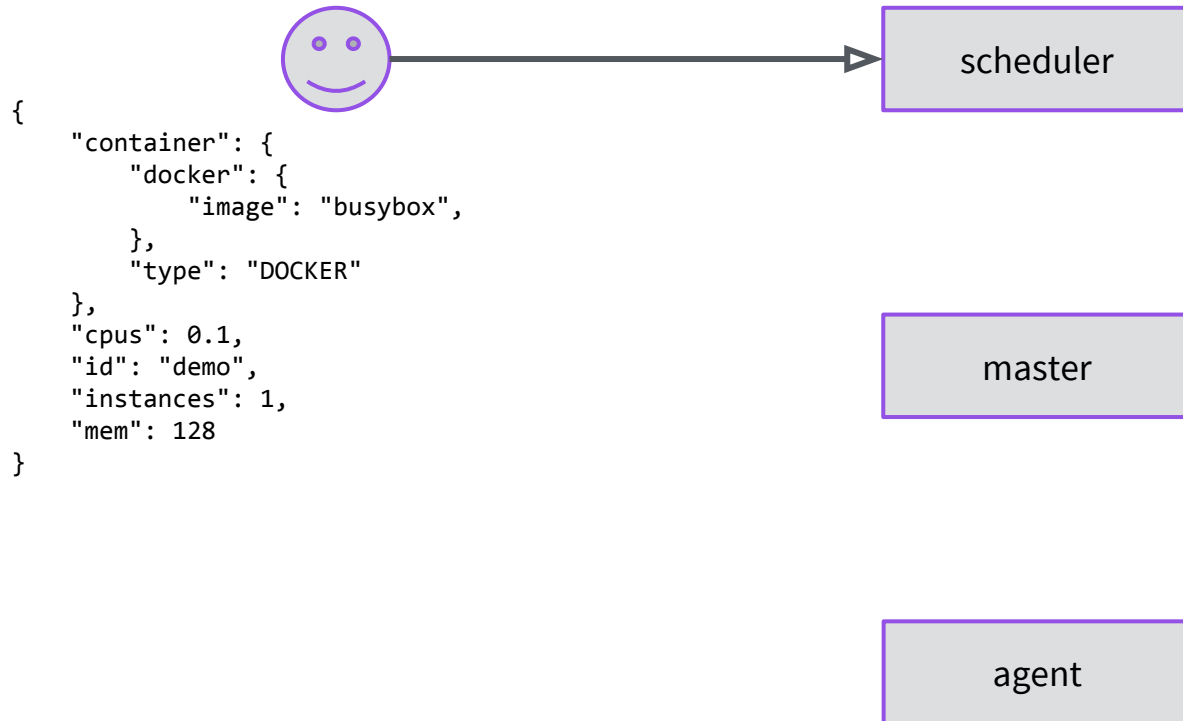 scheduler
{
    "container": {
        "docker": {
            "image": "busybox",
        },
        "type": "DOCKER"
    },
    "cpus": 0.1,
    "id": "demo",
    "instances": 1,
    "mem": 128
}
master
agent